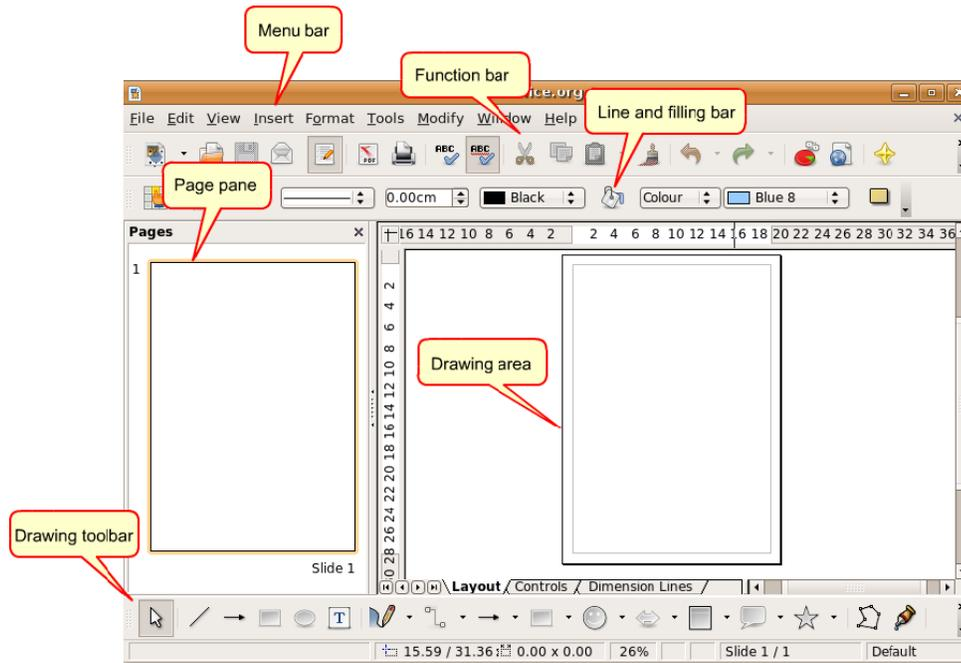 Menu bar
Function bar
ice.org
Line and filling bar
File Edit View Insert Format Tools Modify Window Help
ABC ABC
PDF
Page pane
0.00cm Black Colour Blue 8
Pages
16 14 12 10 8 6 4 2 2 4 6 8 10 12 14 16 18 20 22 24 26 28 30 32 34 36
1
2
4
6
8
10
12
14
16
18
20
22
24
26
28
Drawing area
Drawing toolbar
Slide 1
Layout Controls Dimension Lines
T
15.59 / 31.36 0.00 x 0.00 26% Slide 1 / 1 Default